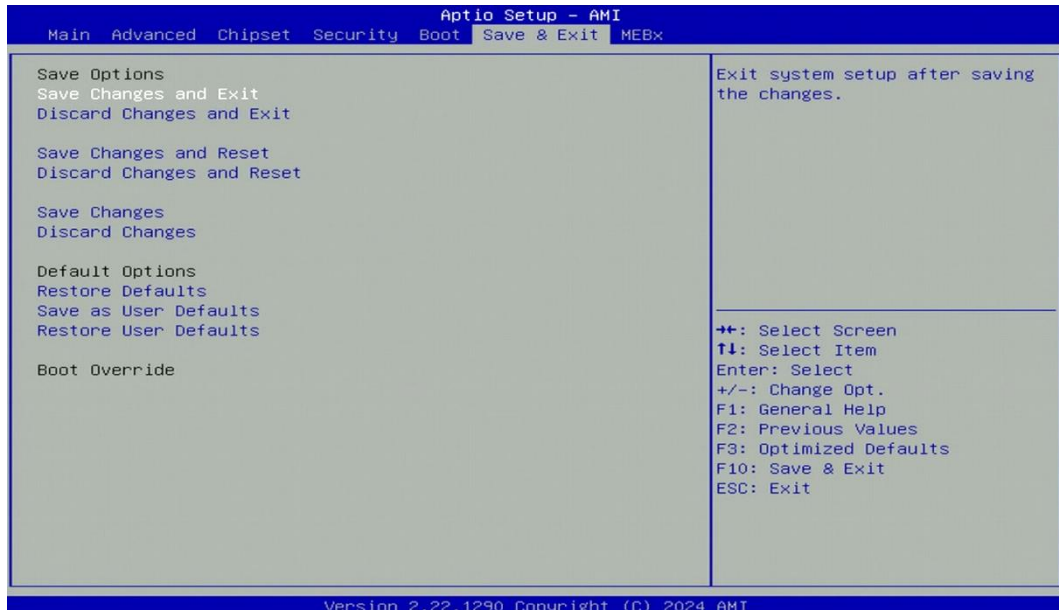 Aptio Setup – AMI
Main Advanced Chipset Security Boot Save & Exit MEBx
Save Options
Save Changes and Exit
Discard Changes and Exit
Save Changes and Reset
Discard Changes and Reset
Save Changes
Discard Changes
Default Options
Restore Defaults
Save as User Defaults
Restore User Defaults
Boot Override
Exit system setup after saving
the changes.
→←: Select Screen
↑↓: Select Item
Enter: Select
+/-: Change Opt.
F1: General Help
F2: Previous Values
F3: Optimized Defaults
F10: Save & Exit
ESC: Exit
Version 2.22.1290 Copyright (C) 2024 AMI